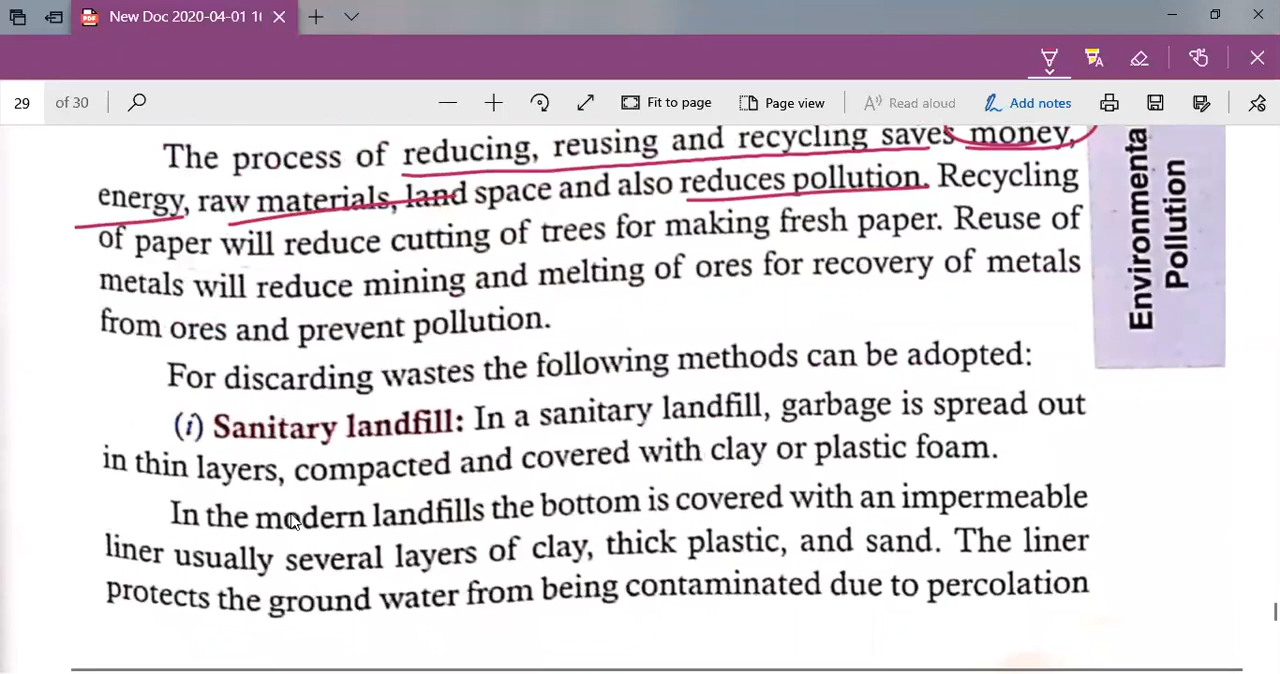 New Doc 2020-04-01 1
29 of 30 Fit to page Page view Read aloud Add notes
The process of reducing, reusing and recycling saves money,
energy, raw materials, land space and also reduces pollution. Recycling
of paper will reduce cutting of trees for making fresh paper. Reuse of
metals will reduce mining and melting of ores for recovery of metals
from ores and prevent pollution.
For discarding wastes the following methods can be adopted:
(i) Sanitary landfill: In a sanitary landfill, garbage is spread out
in thin layers, compacted and covered with clay or plastic foam.
In the modern landfills the bottom is covered with an impermeable
liner usually several layers of clay, thick plastic, and sand. The liner
protects the ground water from being contaminated due to percolation
Environmenta
Pollution